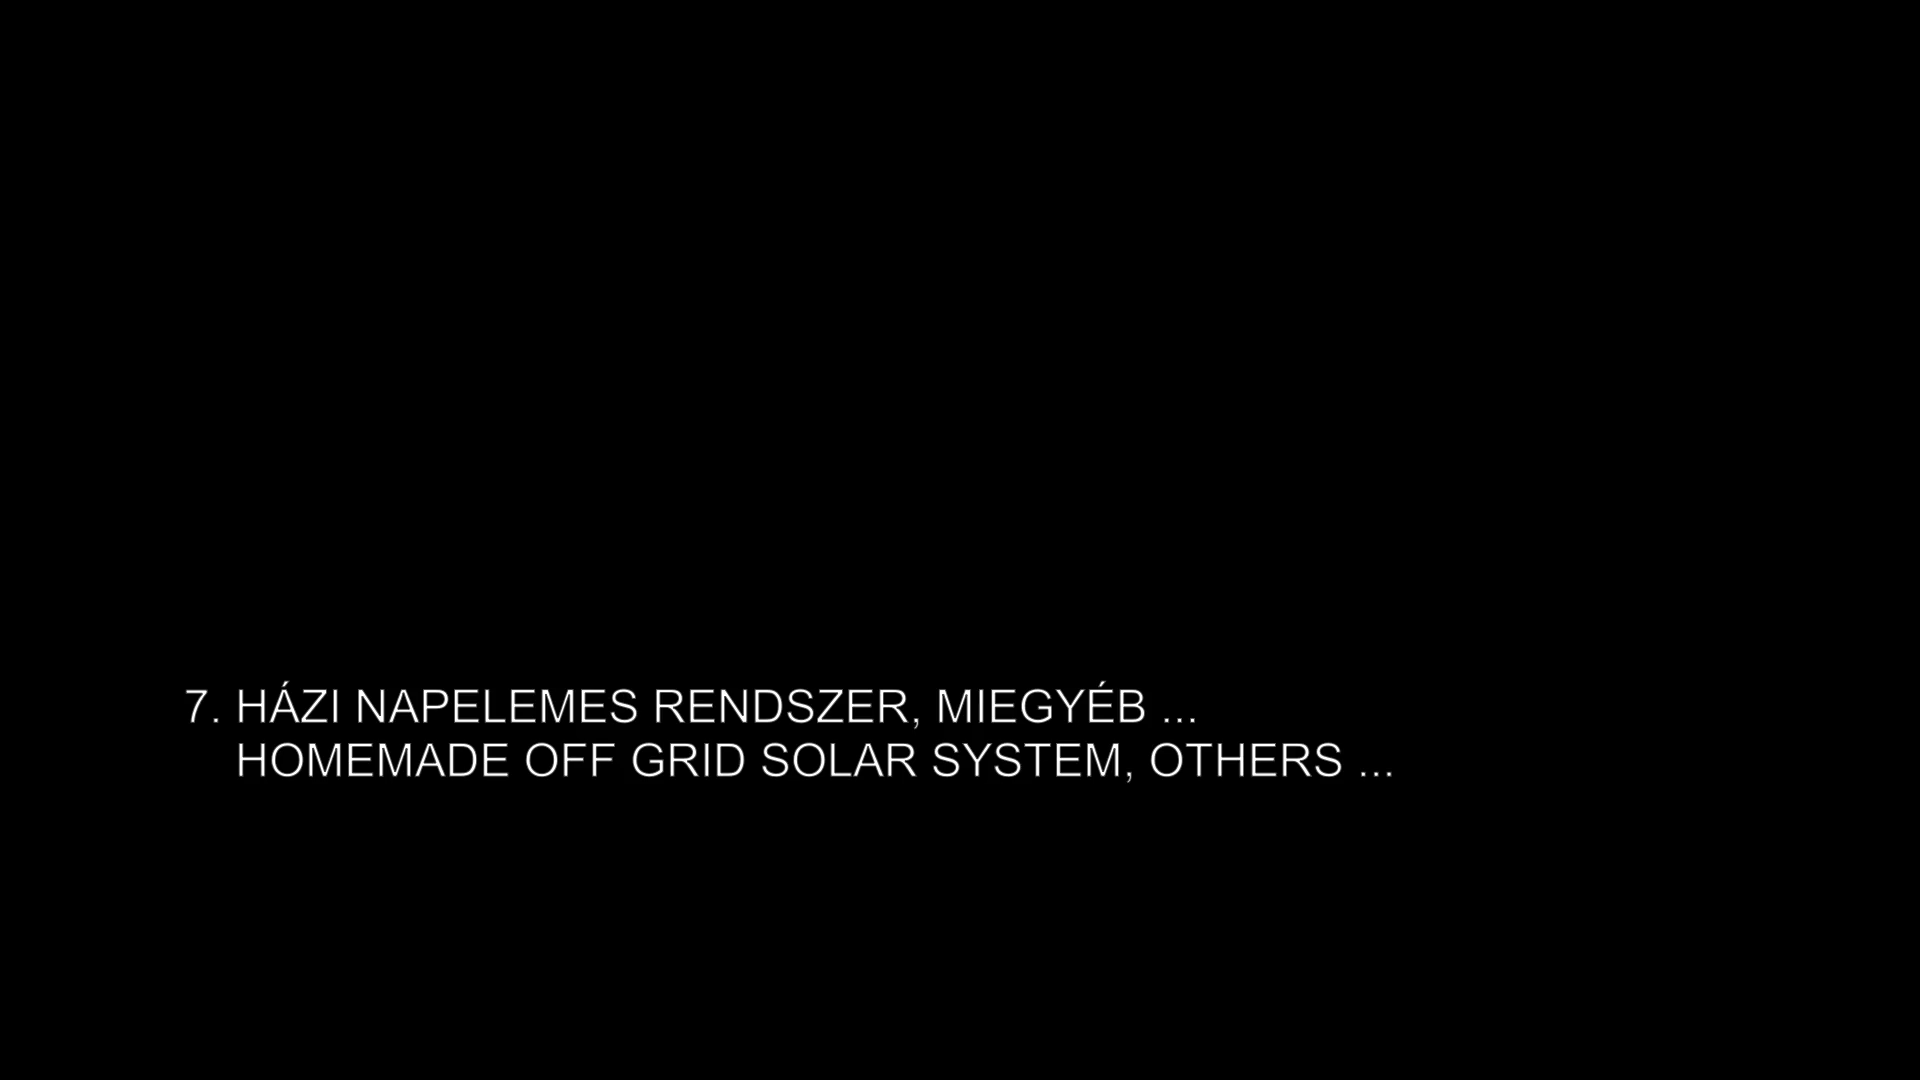 7. HÁZI NAPELEMES RENDSZER, MIEGYÉB ...
HOMEMADE OFF GRID SOLAR SYSTEM, OTHERS ...